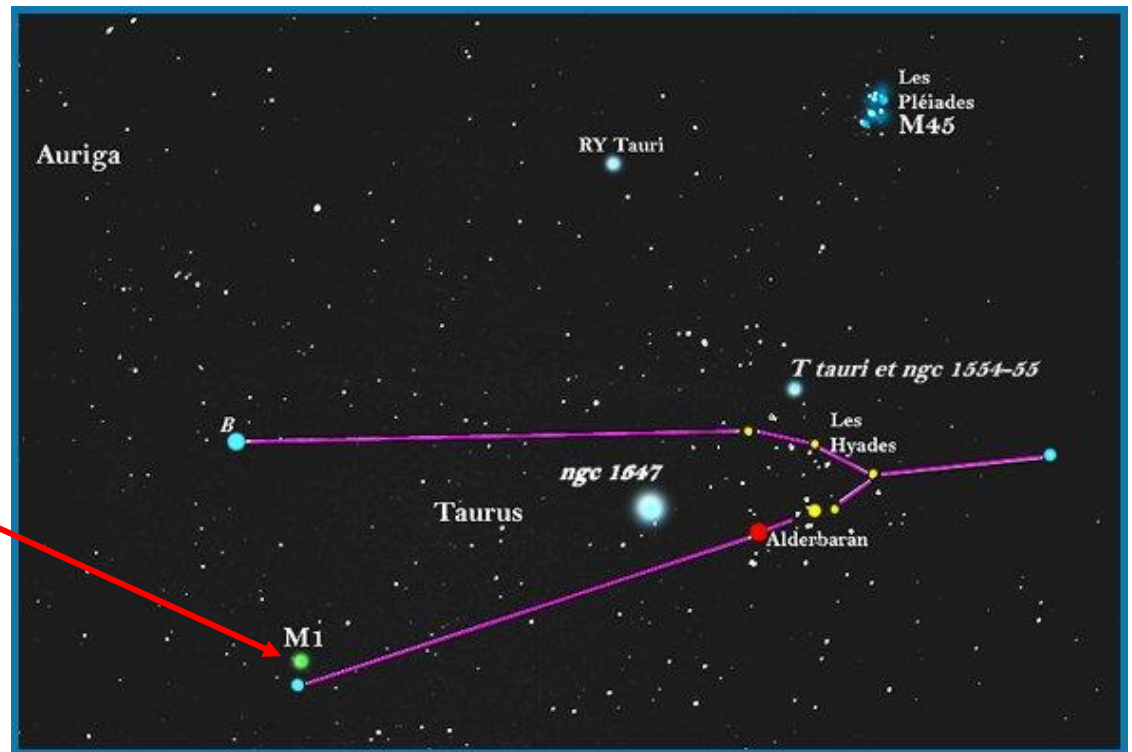 Les
Pléiades
M45
RY Tauri
Auriga
T tauri et ngc 1554-55
B
Les
Hyades
ngc 1647
Taurus
Alderbaran
M1